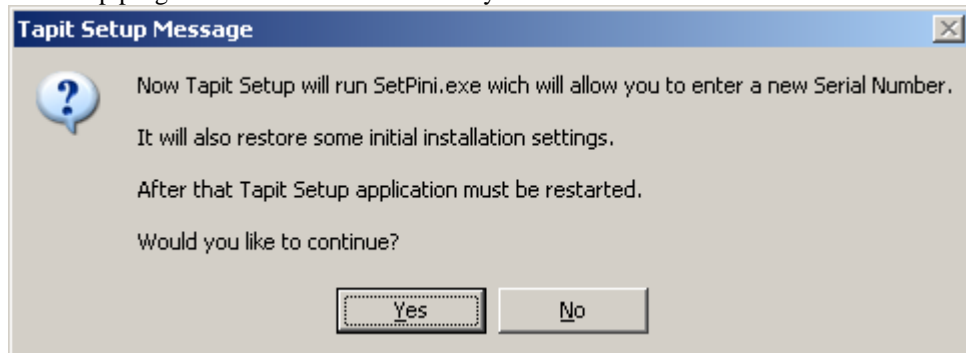 Tapit Setup Message
Now Tapit Setup will run SetPini.exe wich will allow you to enter a new Serial Number.
It will also restore some initial installation settings.
After that Tapit Setup application must be restarted.
Would you like to continue?
Yes No